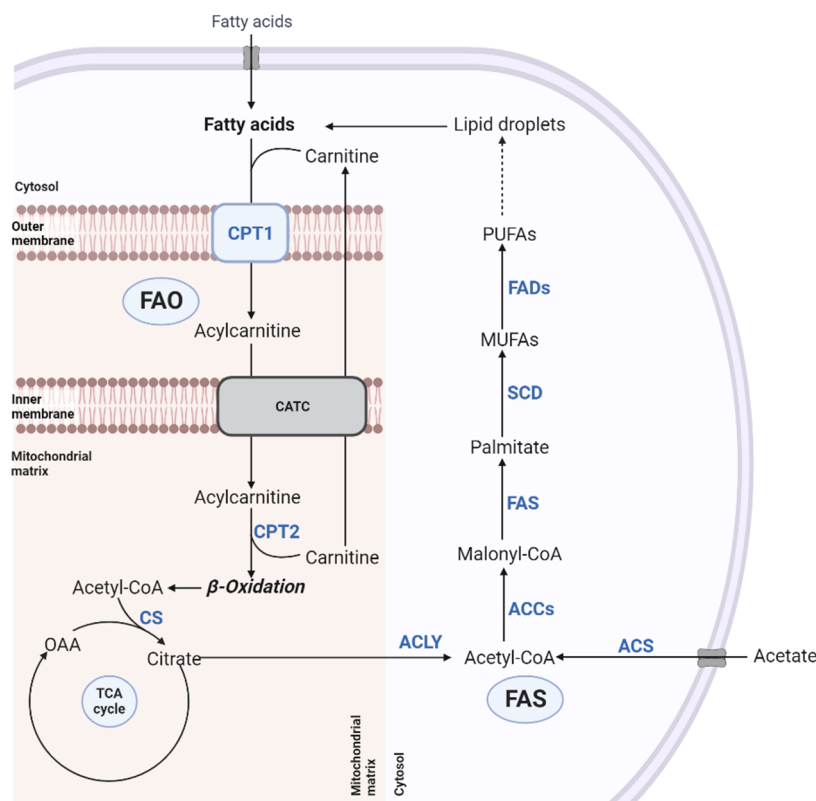 Fatty acids
Fatty acids
Lipid droplets
Carnitine
Cytosol
Outer
membrane
CPT1
PUFAs
FADs
FAO
Acylcarnitine
MUFAs
SCD
Inner
membrane
CATC
Mitochondrial
matrix
Palmitate
Acylcarnitine
FAS
CPT2
Carnitine
Malonyl-CoA
β-Oxidation
Acetyl-CoA
ACCs
CS
OAA
Citrate
ACLY
Acetyl-CoA
ACS
Acetate
TCA
cycle
FAS
Mitochondrial
matrix
Cytosol